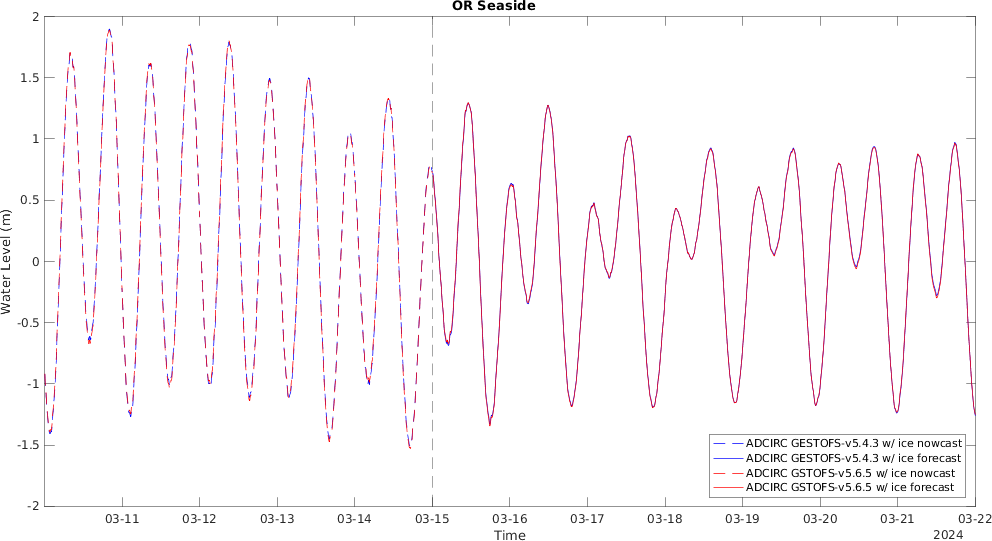 OR Seaside
2
1.5
1
0.5
0
-0.5
-1
-1.5
-2
Water Level (m)
ADCIRC GESTOFS-v5.4.3 w/ ice nowcast
ADCIRC GESTOFS-v5.4.3 w/ ice forecast
ADCIRC GSTOFS-v5.6.5 w/ ice nowcast
ADCIRC GSTOFS-v5.6.5 w/ ice forecast
03-11 03-12 03-13 03-14 03-15 03-16 03-17 03-18 03-19 03-20 03-21 03-22
Time
2024